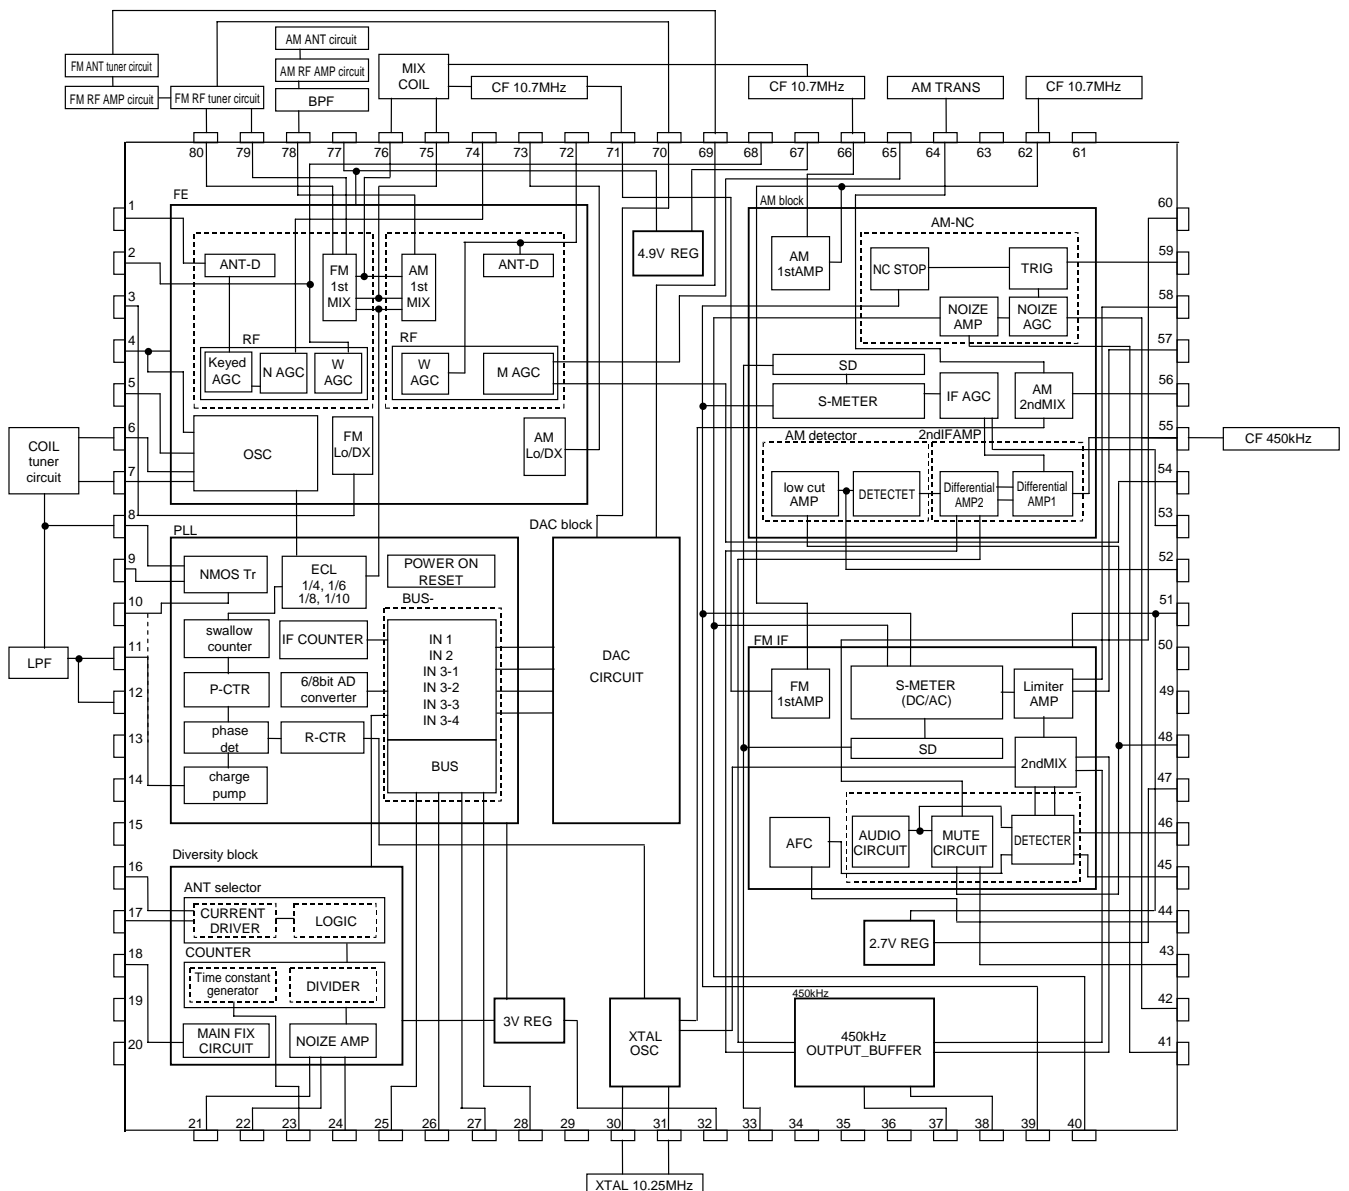 AM ANT circuit
FM ANT tuner circuit
AM RF AMP circuit
MIX
COIL
CF 10.7MHz
CF 10.7MHz
AM TRANS
CF 10.7MHz
FM RF AMP circuit
FM RF tuner circuit
BPF
80
79
78
77
76
75
74
73
72
71
70
69
68
67
66
65
64
63
62
61
FE
AM block
1
2
3
4
5
6
7
8
9
10
11
12
13
14
15
16
17
18
19
20
60
59
58
57
56
55
54
53
52
51
50
49
48
47
46
45
44
43
42
41
ANT-D
FM
1st
MIX
AM
1st
MIX
ANT-D
4.9V REG
RF
Keyed
AGC
N AGC
W
AGC
RF
W
AGC
M AGC
OSC
FM
Lo/DX
AM
Lo/DX
COIL
tuner
circuit
AM
1stAMP
AM-NC
NC STOP
TRIG
NOIZE
AMP
NOIZE
AGC
SD
S-METER
IF AGC
AM
2ndMIX
AM detector
2ndIFAMP
low cut
AMP
DETECTET
Differential
AMP2
Differential
AMP1
CF 450kHz
PLL
DAC block
NMOS Tr
ECL
1/4, 1/6
1/8, 1/10
POWER ON
RESET
BUS-
swallow
counter
IF COUNTER
IN 1
IN 2
IN 3-1
IN 3-2
IN 3-3
IN 3-4
DAC
CIRCUIT
LPF
P-CTR
6/8bit AD
converter
phase
det
R-CTR
BUS
charge
pump
FM IF
FM
1stAMP
S-METER
(DC/AC)
Limiter
AMP
SD
2ndMIX
AFC
AUDIO
CIRCUIT
MUTE
CIRCUIT
DETECTER
2.7V REG
Diversity block
ANT selector
CURRENT
DRIVER
LOGIC
COUNTER
Time constant
generator
DIVIDER
MAIN FIX
CIRCUIT
NOIZE AMP
3V REG
XTAL
OSC
450kHz
450kHz
OUTPUT_BUFFER
21
22
23
24
25
26
27
28
29
30
31
32
33
34
35
36
37
38
39
40
XTAL 10.25MHz